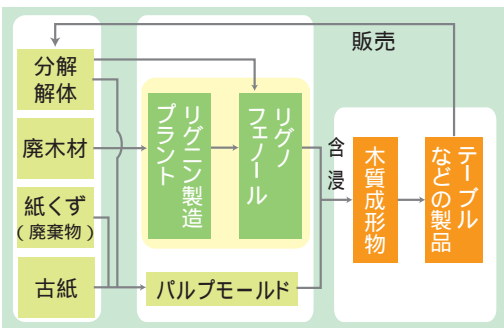 販売
分解
解体
廃木材
紙くず
(廃棄物)
古紙
リグニン製造
プラント
リグノ
フェノール
パルプモールド
含浸
木質成形物
テーブル
などの製品